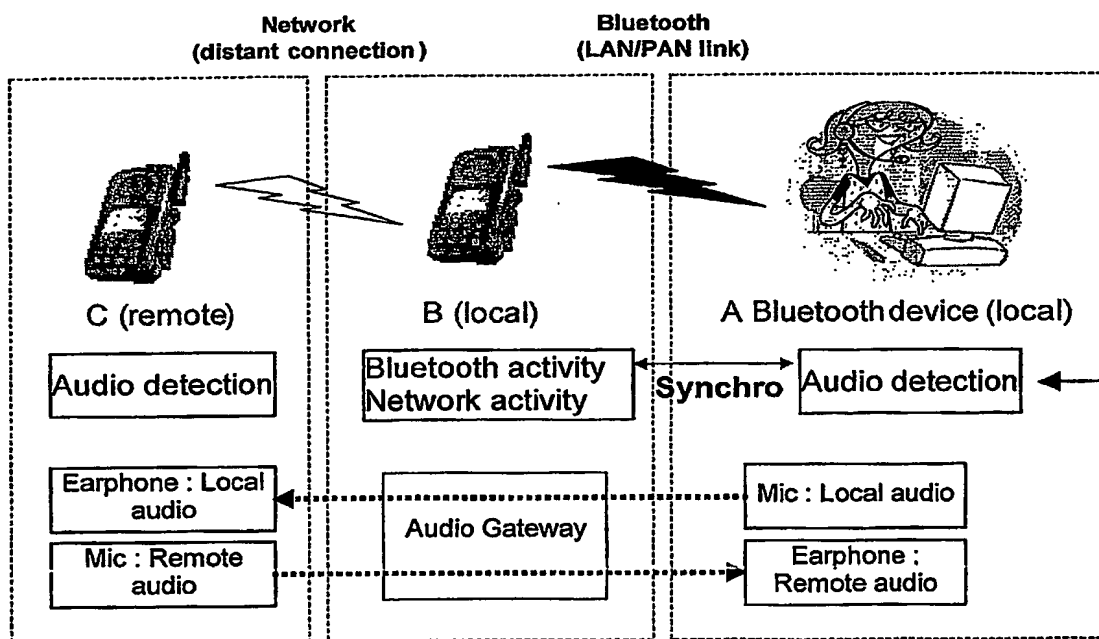 Network
(distant connection)
Bluetooth
(LAN/PAN link)
C (remote)
B (local)
A Bluetooth device (local)
Audio detection
Bluetooth activity
Network activity
Synchro
Audio detection
Earphone : Local
audio
Mic : Remote
audio
Audio Gateway
Mic : Local audio
Earphone :
Remote audio